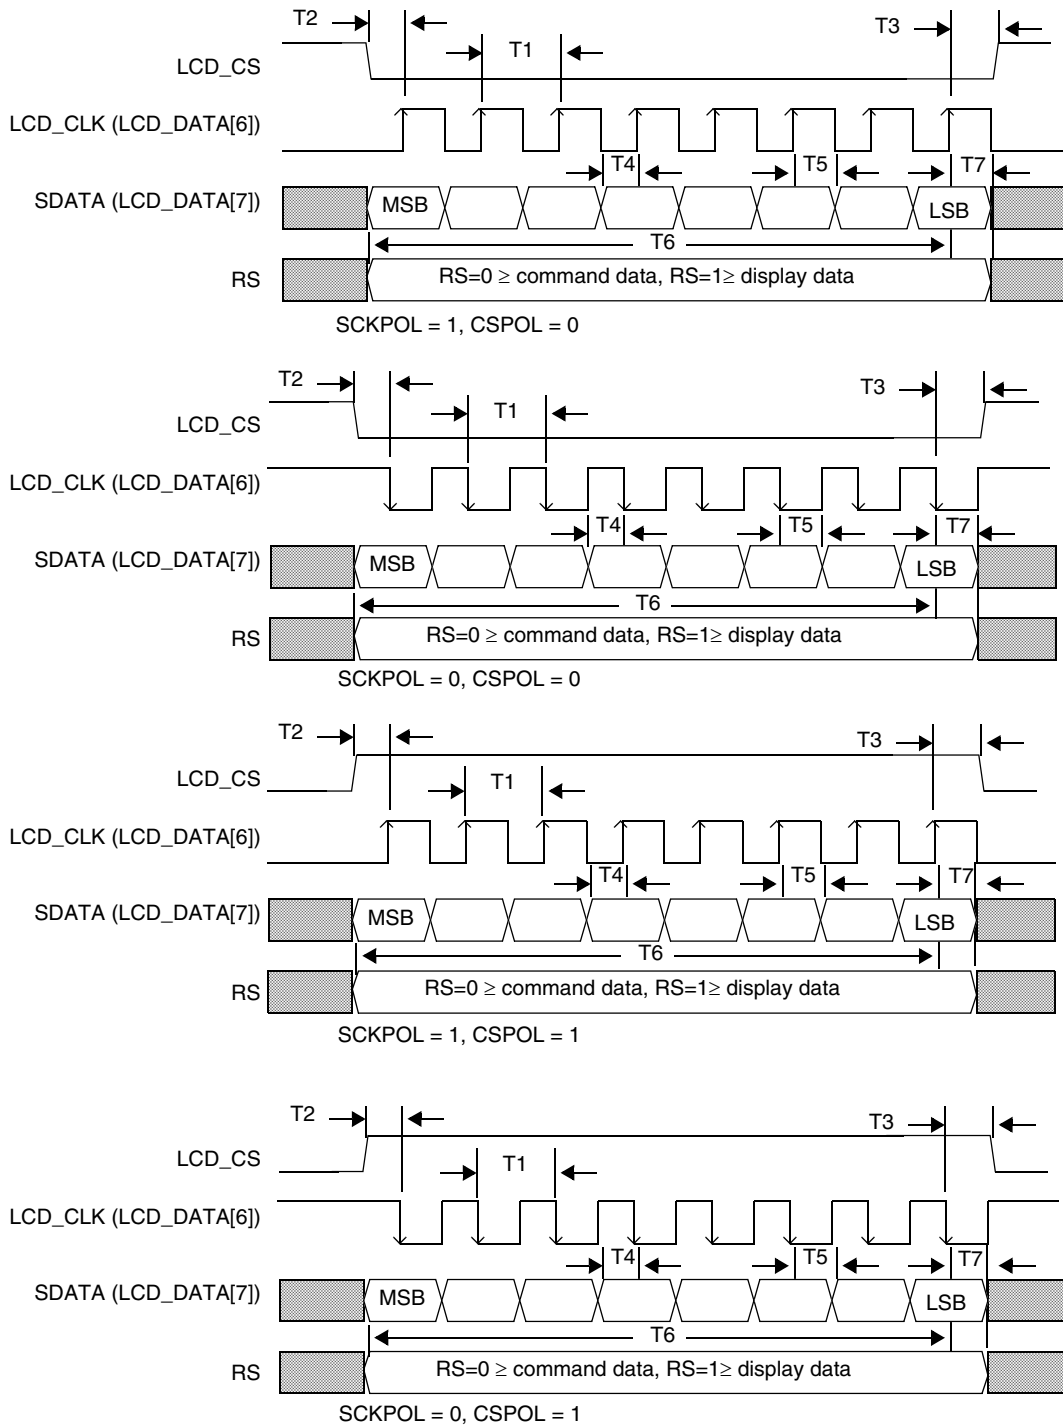 T2
T3
T1
LCD_CS
LCD_CLK (LCD_DATA[6])
T4
T5
T7
SDATA (LCD_DATA[7])
MSB
LSB
T6
RS
RS=0 ≥ command data, RS=1≥ display data
SCKPOL = 1, CSPOL = 0
T2
T3
T1
LCD_CS
LCD_CLK (LCD_DATA[6])
T4
T5
T7
SDATA (LCD_DATA[7])
MSB
LSB
T6
RS
RS=0 ≥ command data, RS=1≥ display data
SCKPOL = 0, CSPOL = 0
T2
T3
T1
LCD_CS
LCD_CLK (LCD_DATA[6])
T4
T5
T7
SDATA (LCD_DATA[7])
MSB
LSB
T6
RS
RS=0 ≥ command data, RS=1≥ display data
SCKPOL = 1, CSPOL = 1
T2
T3
T1
LCD_CS
LCD_CLK (LCD_DATA[6])
T4
T5
T7
SDATA (LCD_DATA[7])
MSB
LSB
T6
RS
RS=0 ≥ command data, RS=1≥ display data
SCKPOL = 0, CSPOL = 1